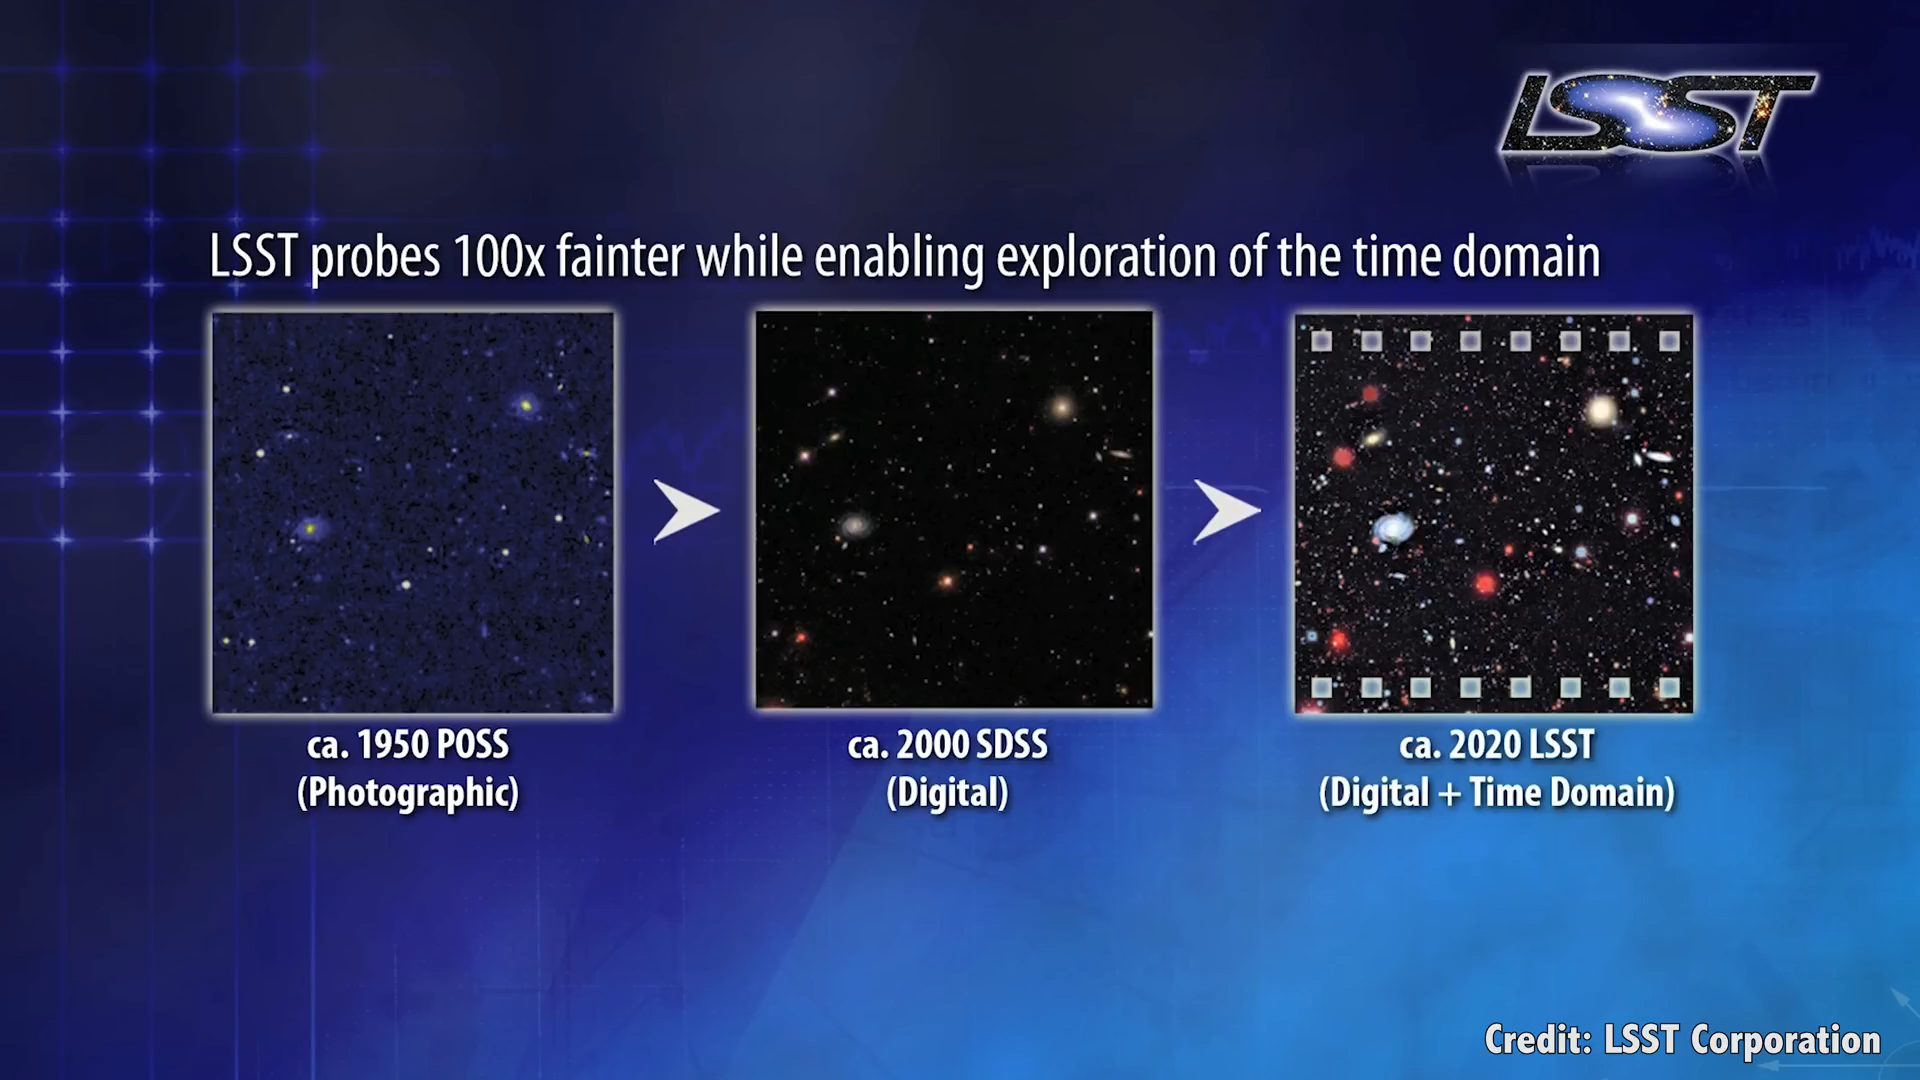 LSST
LSST probes 100x fainter while enabling exploration of the time domain
ca. 1950 POSS
(Photographic)
ca. 2000 SDSS
(Digital)
ca. 2020 LSST
(Digital + Time Domain)
Credit: LSST Corporation